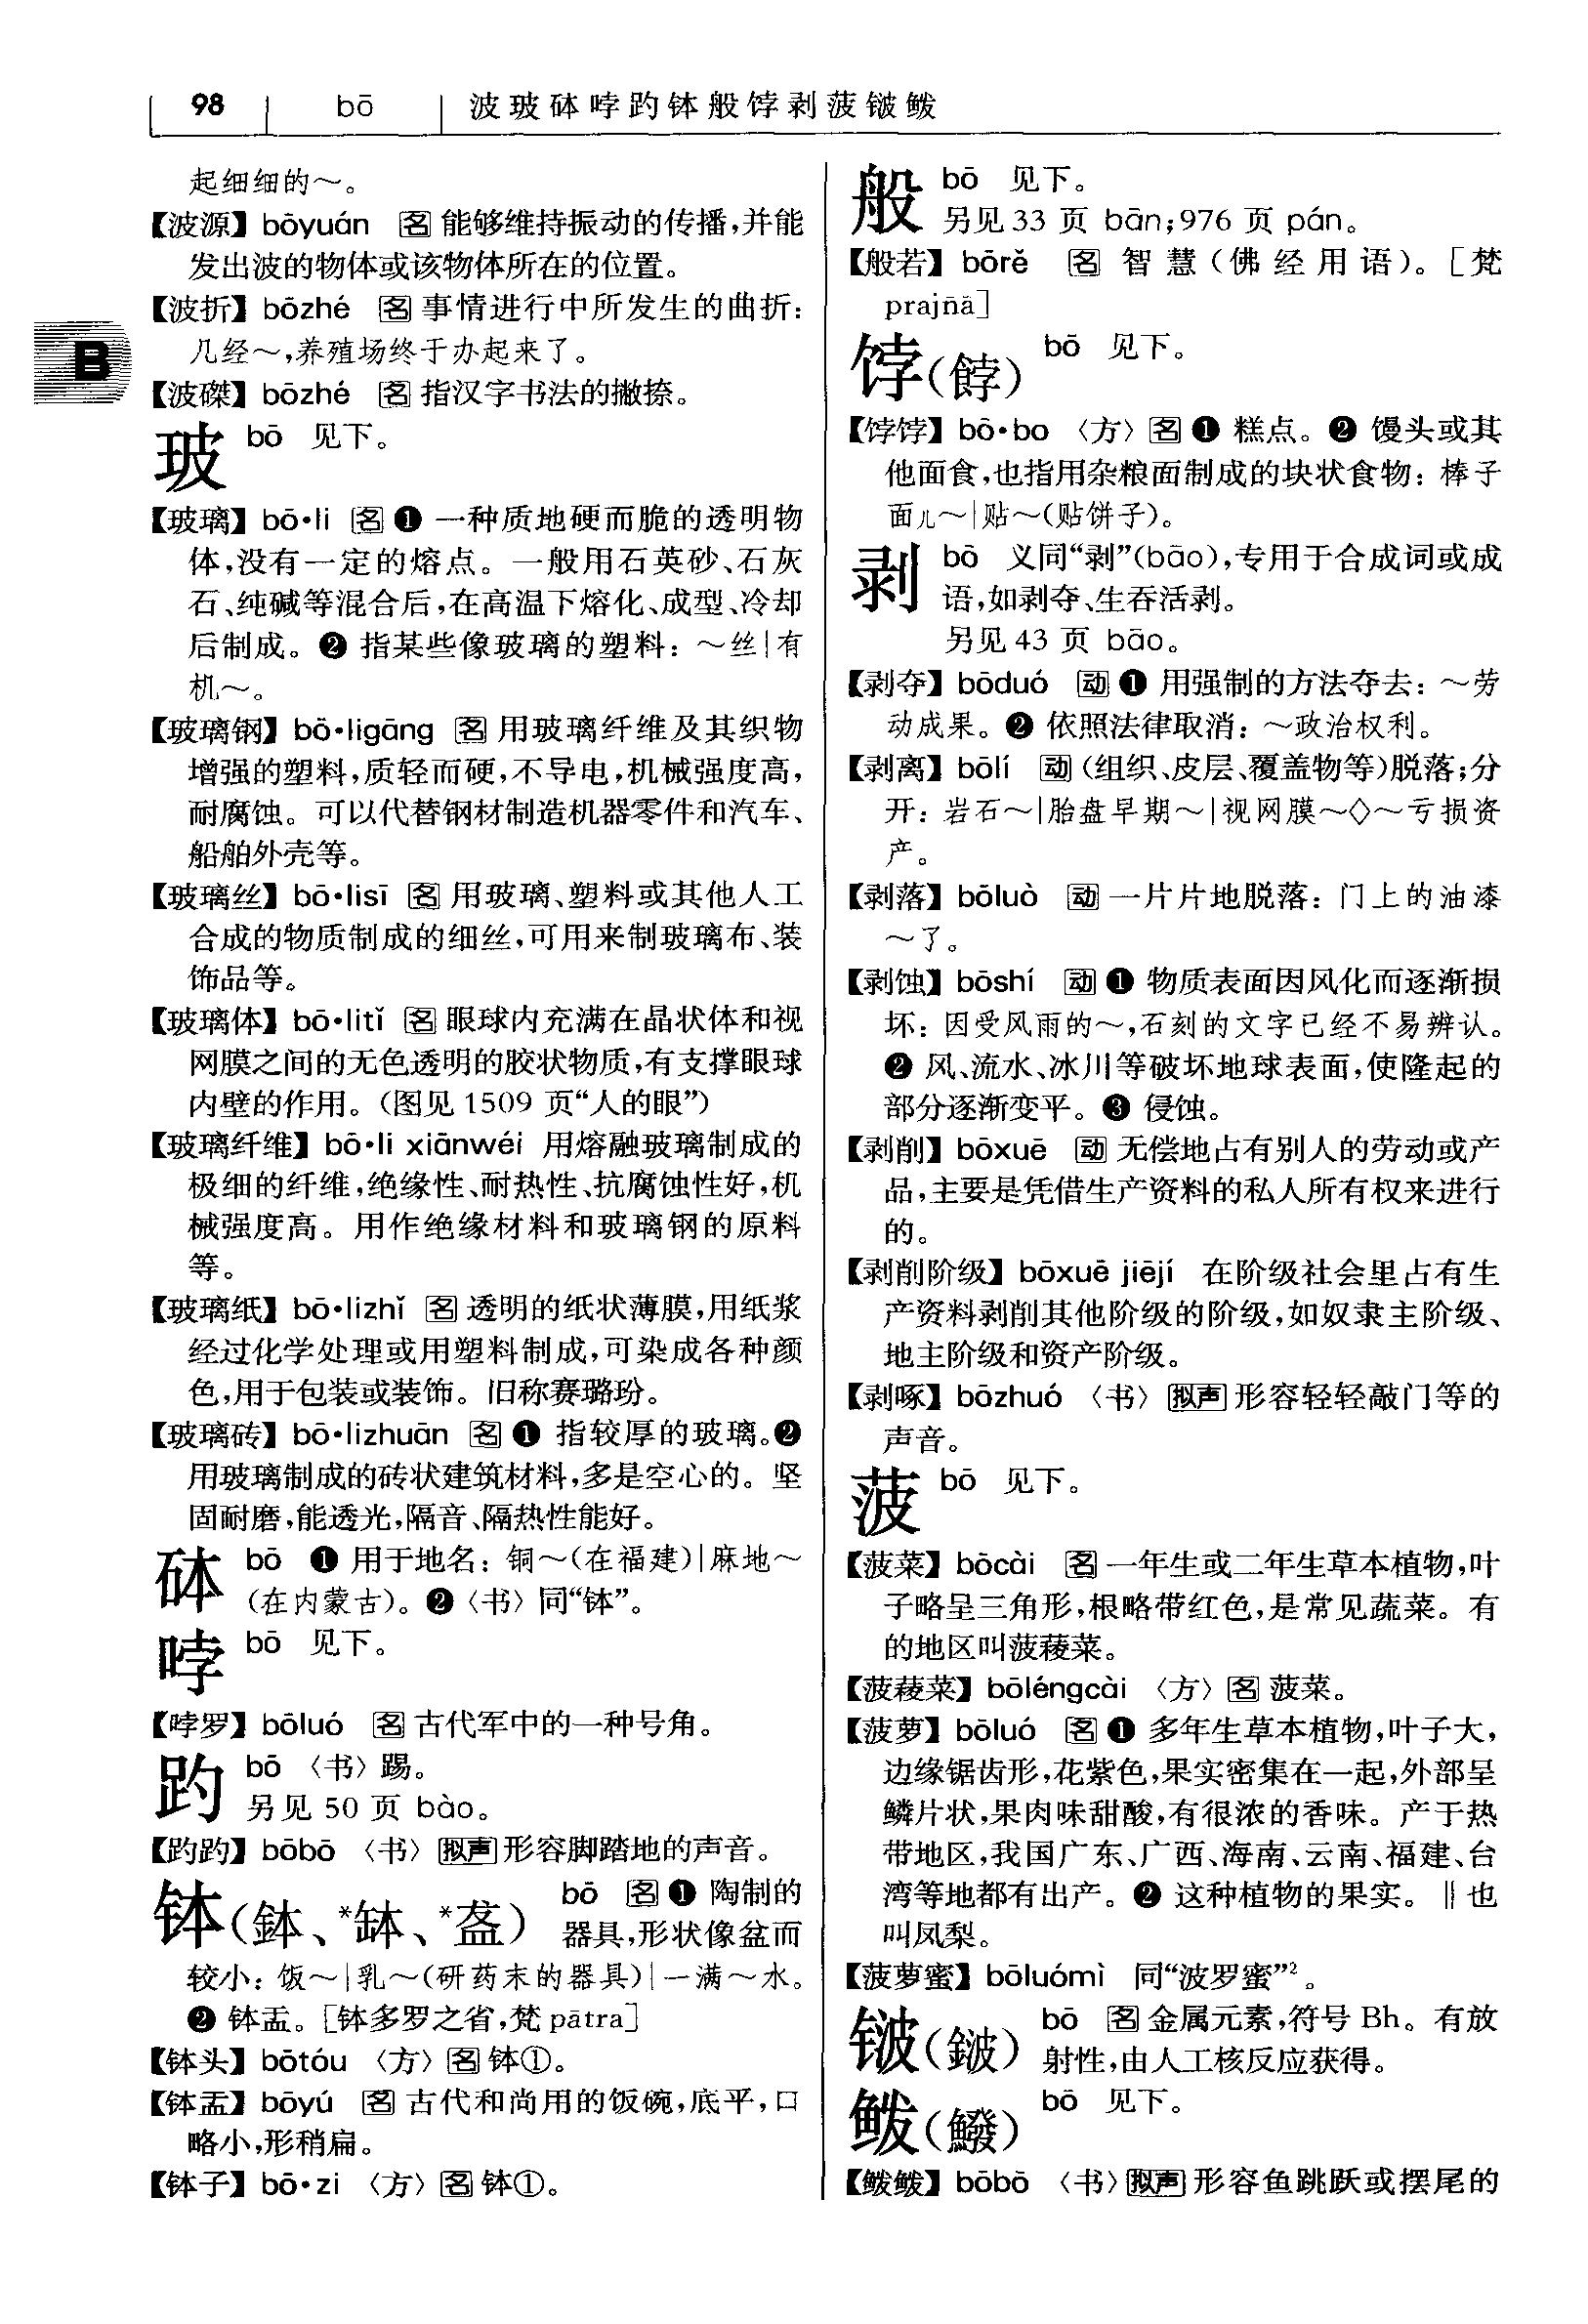 98 bō 波玻砵哱趵钵般饽剥菠铍鲅
起细细的～。
【波源】bōyuán 名 能够维持振动的传播,并能
发出波的物体或该物体所在的位置。
【波折】bōzhé 名 事情进行中所发生的曲折:
几经～,养殖场终于办起来了。
B
【波磔】bōzhé 名 指汉字书法的撇捺。
玻 bō 见下。
【玻璃】bō·li 名 ❶ 一种质地硬而脆的透明物
体,没有一定的熔点。一般用石英砂、石灰
石、纯碱等混合后,在高温下熔化、成型、冷却
后制成。❷ 指某些像玻璃的塑料: ～丝|有
机～。
【玻璃钢】bō·ligāng 名 用玻璃纤维及其织物
增强的塑料,质轻而硬,不导电,机械强度高,
耐腐蚀。可以代替钢材制造机器零件和汽车、
船舶外壳等。
【玻璃丝】bō·lisī 名 用玻璃、塑料或其他人工
合成的物质制成的细丝,可用来制玻璃布、装
饰品等。
【玻璃体】bō·litǐ 名 眼球内充满在晶状体和视
网膜之间的无色透明的胶状物质,有支撑眼球
内壁的作用。(图见 1509 页“人的眼”)
【玻璃纤维】bō·li xiānwéi 用熔融玻璃制成的
极细的纤维,绝缘性、耐热性、抗腐蚀性好,机
械强度高。用作绝缘材料和玻璃钢的原料
等。
【玻璃纸】bō·lizhǐ 名 透明的纸状薄膜,用纸浆
经过化学处理或用塑料制成,可染成各种颜
色,用于包装或装饰。旧称赛璐玢。
【玻璃砖】bō·lizhuān 名 ❶ 指较厚的玻璃。❷
用玻璃制成的砖状建筑材料,多是空心的。坚
固耐磨,能透光,隔音、隔热性能好。
砵 bō ❶ 用于地名: 铜～(在福建)|麻地～
(在内蒙古)。❷〈书〉同“钵”。
哱 bō 见下。
【哱罗】bōluó 名 古代军中的一种号角。
趵 bō 〈书〉踢。
另见 50 页 bào。
【趵趵】bōbō 〈书〉拟声 形容脚踏地的声音。
钵(鉢、*缽、*盋) bō 名 ❶ 陶制的
器具,形状像盆而
较小: 饭～|乳～(研药末的器具)|一满～水。
❷ 钵盂。[钵多罗之省,梵 pātra]
【钵头】bōtóu 〈方〉名 钵①。
【钵盂】bōyú 名 古代和尚用的饭碗,底平,口
略小,形稍扁。
【钵子】bō·zi 〈方〉名 钵①。
般 bō 见下。
另见 33 页 bān;976 页 pán。
【般若】bōrě 名 智慧(佛经用语)。[梵
prajñā]
饽(餑) bō 见下。
【饽饽】bō·bo 〈方〉名 ❶ 糕点。❷ 馒头或其
他面食,也指用杂粮面制成的块状食物: 棒子
面儿～|贴～(贴饼子)。
剥 bō 义同“剥”(bāo),专用于合成词或成
语,如剥夺、生吞活剥。
另见 43 页 bāo。
【剥夺】bōduó 动 ❶ 用强制的方法夺去: ～劳
动成果。❷ 依照法律取消: ～政治权利。
【剥离】bōlí 动 (组织、皮层、覆盖物等)脱落;分
开: 岩石～|胎盘早期～|视网膜～◇～亏损资
产。
【剥落】bōluò 动 一片片地脱落: 门上的油漆
～了。
【剥蚀】bōshí 动 ❶ 物质表面因风化而逐渐损
坏: 因受风雨的～,石刻的文字已经不易辨认。
❷ 风、流水、冰川等破坏地球表面,使隆起的
部分逐渐变平。❸ 侵蚀。
【剥削】bōxuē 动 无偿地占有别人的劳动或产
品,主要是凭借生产资料的私人所有权来进行
的。
【剥削阶级】bōxuē jiējí 在阶级社会里占有生
产资料剥削其他阶级的阶级,如奴隶主阶级、
地主阶级和资产阶级。
【剥啄】bōzhuó 〈书〉拟声 形容轻轻敲门等的
声音。
菠 bō 见下。
【菠菜】bōcài 名 一年生或二年生草本植物,叶
子略呈三角形,根略带红色,是常见蔬菜。有
的地区叫菠薐菜。
【菠薐菜】bōléngcài 〈方〉名 菠菜。
【菠萝】bōluó 名 ❶ 多年生草本植物,叶子大,
边缘锯齿形,花紫色,果实密集在一起,外部呈
鳞片状,果肉味甜酸,有很浓的香味。产于热
带地区,我国广东、广西、海南、云南、福建、台
湾等地都有出产。❷ 这种植物的果实。‖也
叫凤梨。
【菠萝蜜】bōluómì 同“波罗蜜”²。
𨨏(鈹) bō 名 金属元素,符号 Bh。有放
射性,由人工核反应获得。
鲅(鱍) bō 见下。
【鲅鲅】bōbō 〈书〉拟声 形容鱼跳跃或摆尾的